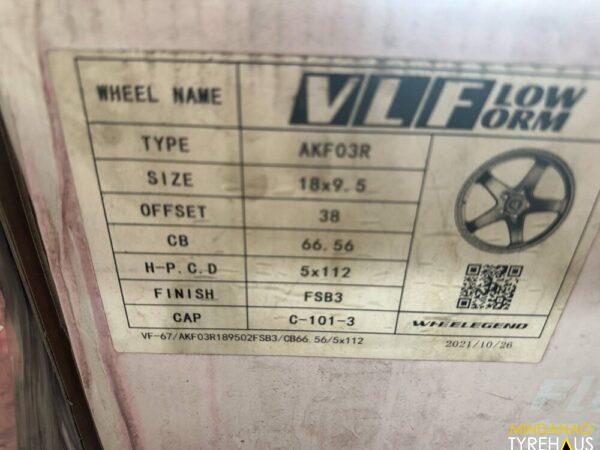 WHEEL NAME VLF LOW FORM
TYPE AKF03R
SIZE 18x9.5
OFFSET 38
CB 66.56
H-P.C.D 5x112
FINISH FSB3
CAP C-101-3
WHEELEGEND
VF-67/AKF03R189502FSB3/CB66.56/5x112
2021/10/26
MINDANAO
TYREHAUS